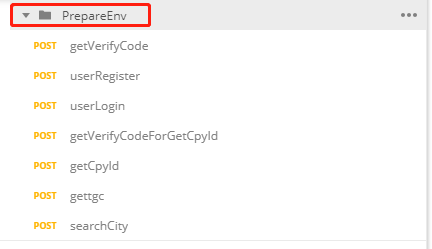 PrepareEnv
POST getVerifyCode
POST userRegister
POST userLogin
POST getVerifyCodeForGetCpyId
POST getCpyId
POST gettgc
POST searchCity